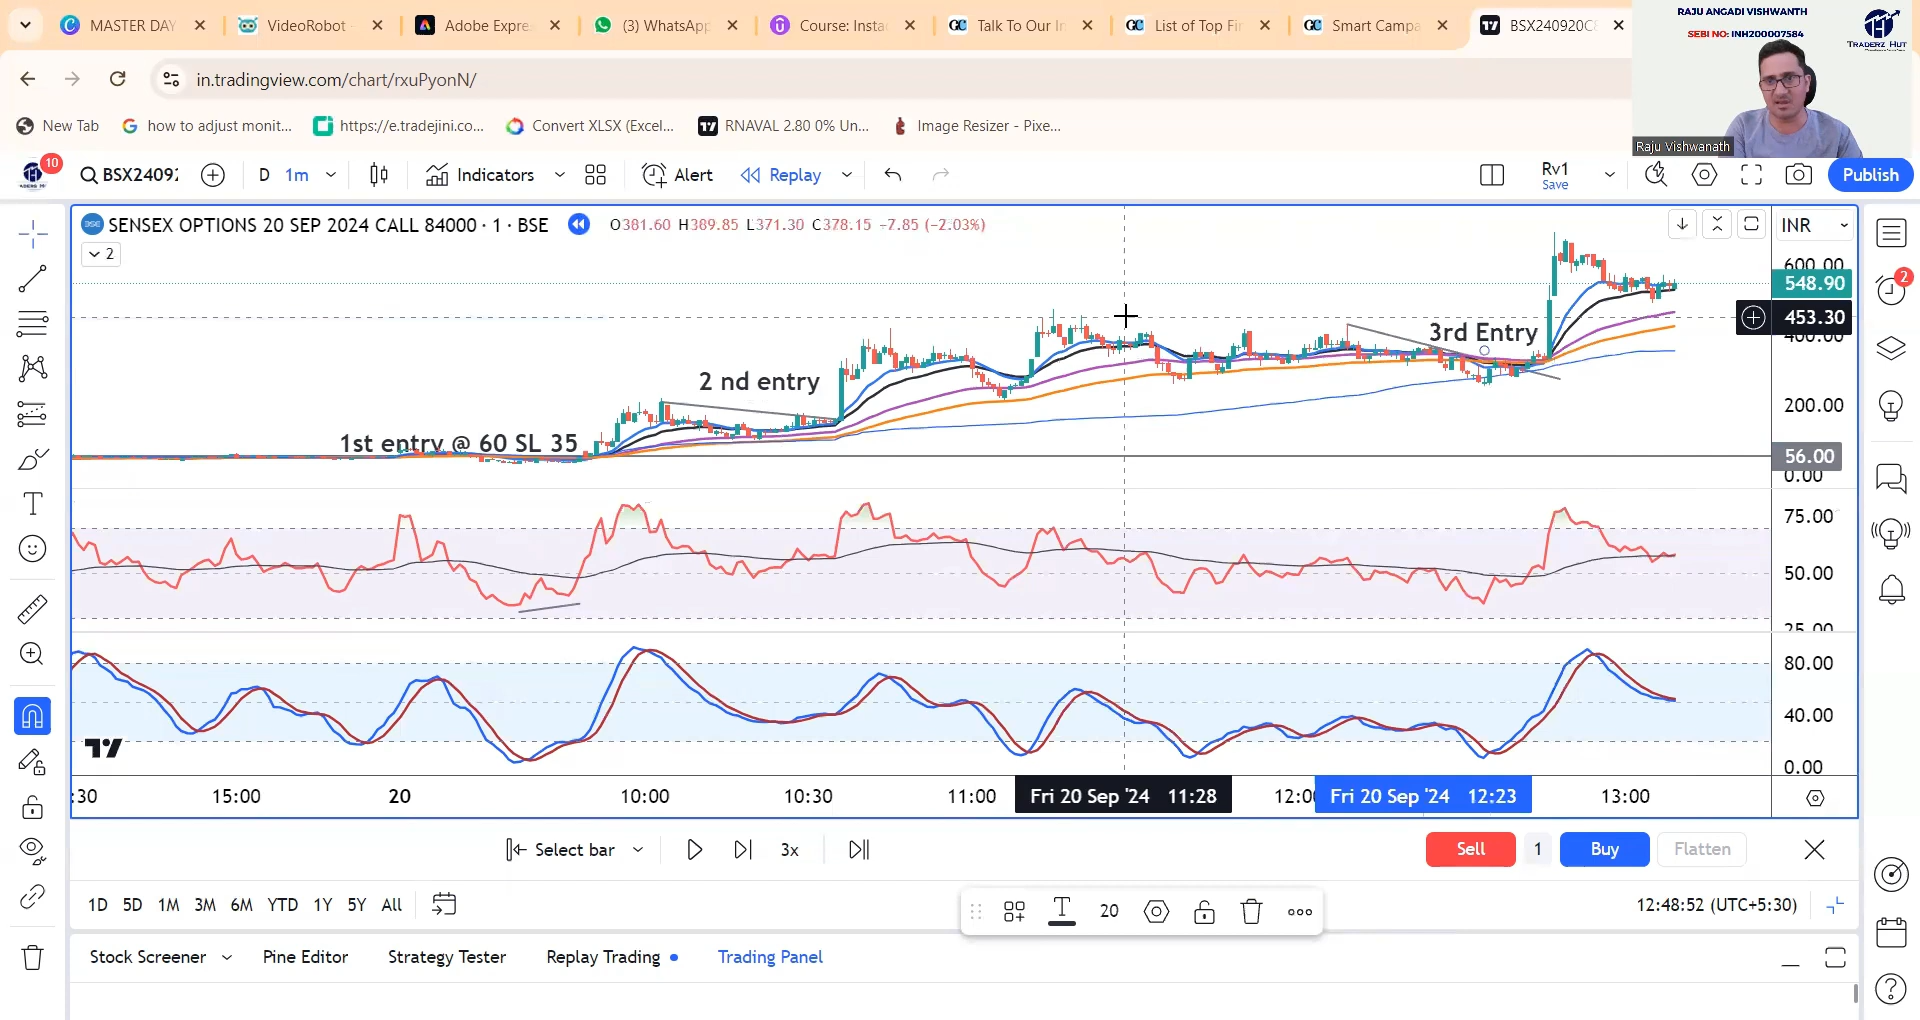 MASTER DAY
VideoRobot
Adobe Expre
(3) WhatsApp
Course: Insta
Talk To Our In
List of Top Fi
Smart Campa
BSX240920C8
RAJU ANGADI VISHWANTH
SEBI NO: INH200007584
TRADERZ HUT
Raju Vishwanath
in.tradingview.com/chart/rxuPyonN/
New Tab
how to adjust monit...
https://e.tradejini.co...
Convert XLSX (Excel...
RNAVAL 2.80 0% Un...
Image Resizer - Pixe...
10
BSX24092
D
1m
Indicators
Alert
Replay
Rv1
Save
Publish
SENSEX OPTIONS 20 SEP 2024 CALL 84000 · 1 · BSE
O381.60 H389.85 L371.30 C378.15 −7.85 (−2.03%)
INR
2
600.00
548.90
2
453.30
400.00
3rd Entry
2 nd entry
200.00
1st entry @ 60 SL 35
56.00
0.00
75.00
50.00
25.00
80.00
40.00
0.00
:30
15:00
20
10:00
10:30
11:00
Fri 20 Sep '24 11:28
12:00
Fri 20 Sep '24 12:23
13:00
Select bar
3x
Sell
1
Buy
Flatten
1D
5D
1M
3M
6M
YTD
1Y
5Y
All
T
20
12:48:52 (UTC+5:30)
Stock Screener
Pine Editor
Strategy Tester
Replay Trading
Trading Panel